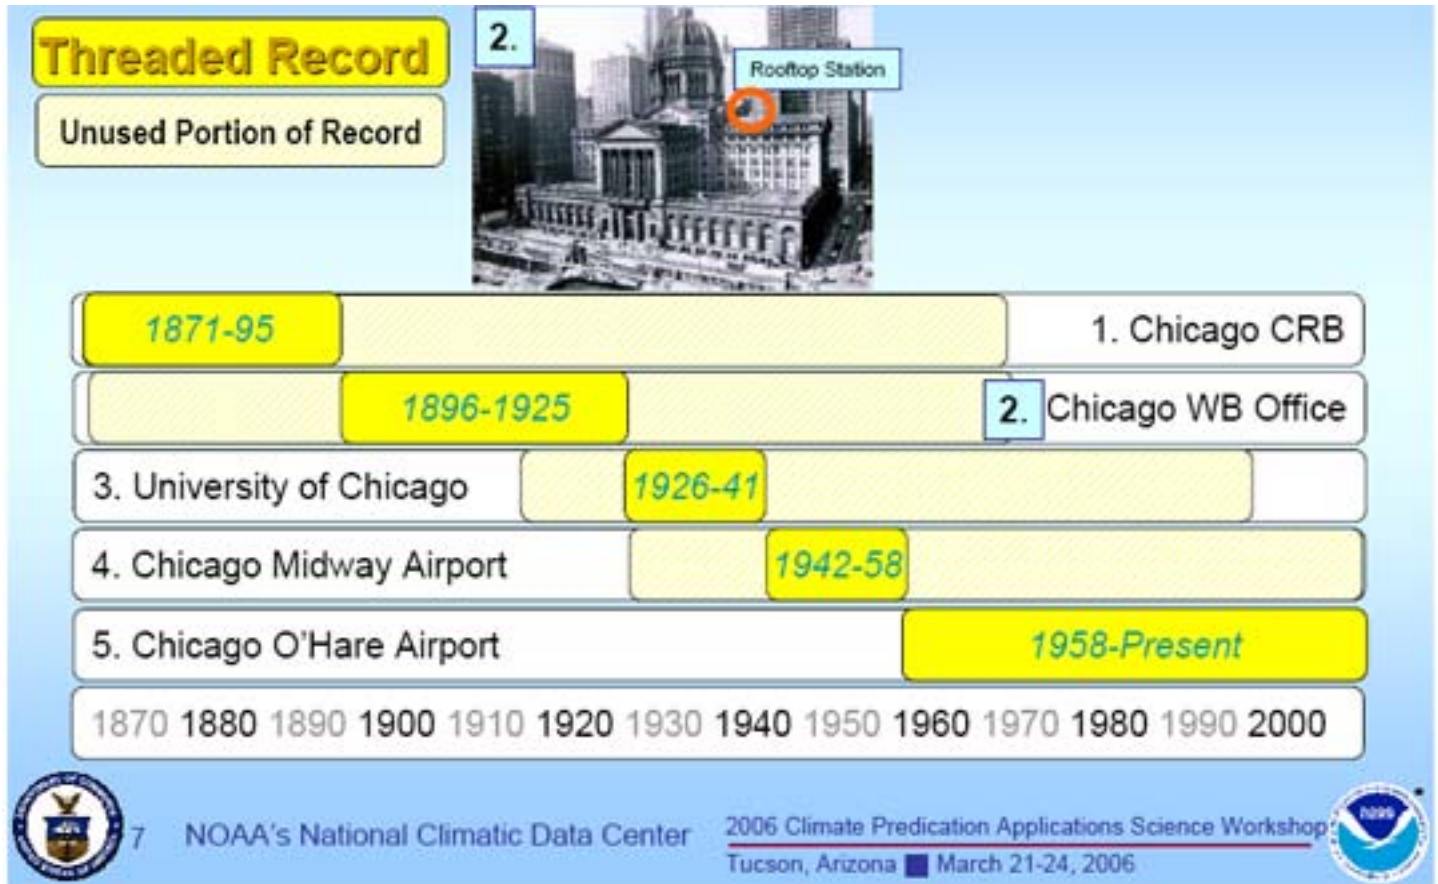 Threaded Record
Unused Portion of Record
2.
Rooftop Station
1871-95
1. Chicago CRB
1896-1925
2. Chicago WB Office
3. University of Chicago
1926-41
4. Chicago Midway Airport
1942-58
5. Chicago O'Hare Airport
1958-Present
1870 1880 1890 1900 1910 1920 1930 1940 1950 1960 1970 1980 1990 2000
7
NOAA's National Climatic Data Center
2006 Climate Predication Applications Science Workshop
Tucson, Arizona ■ March 21-24, 2006